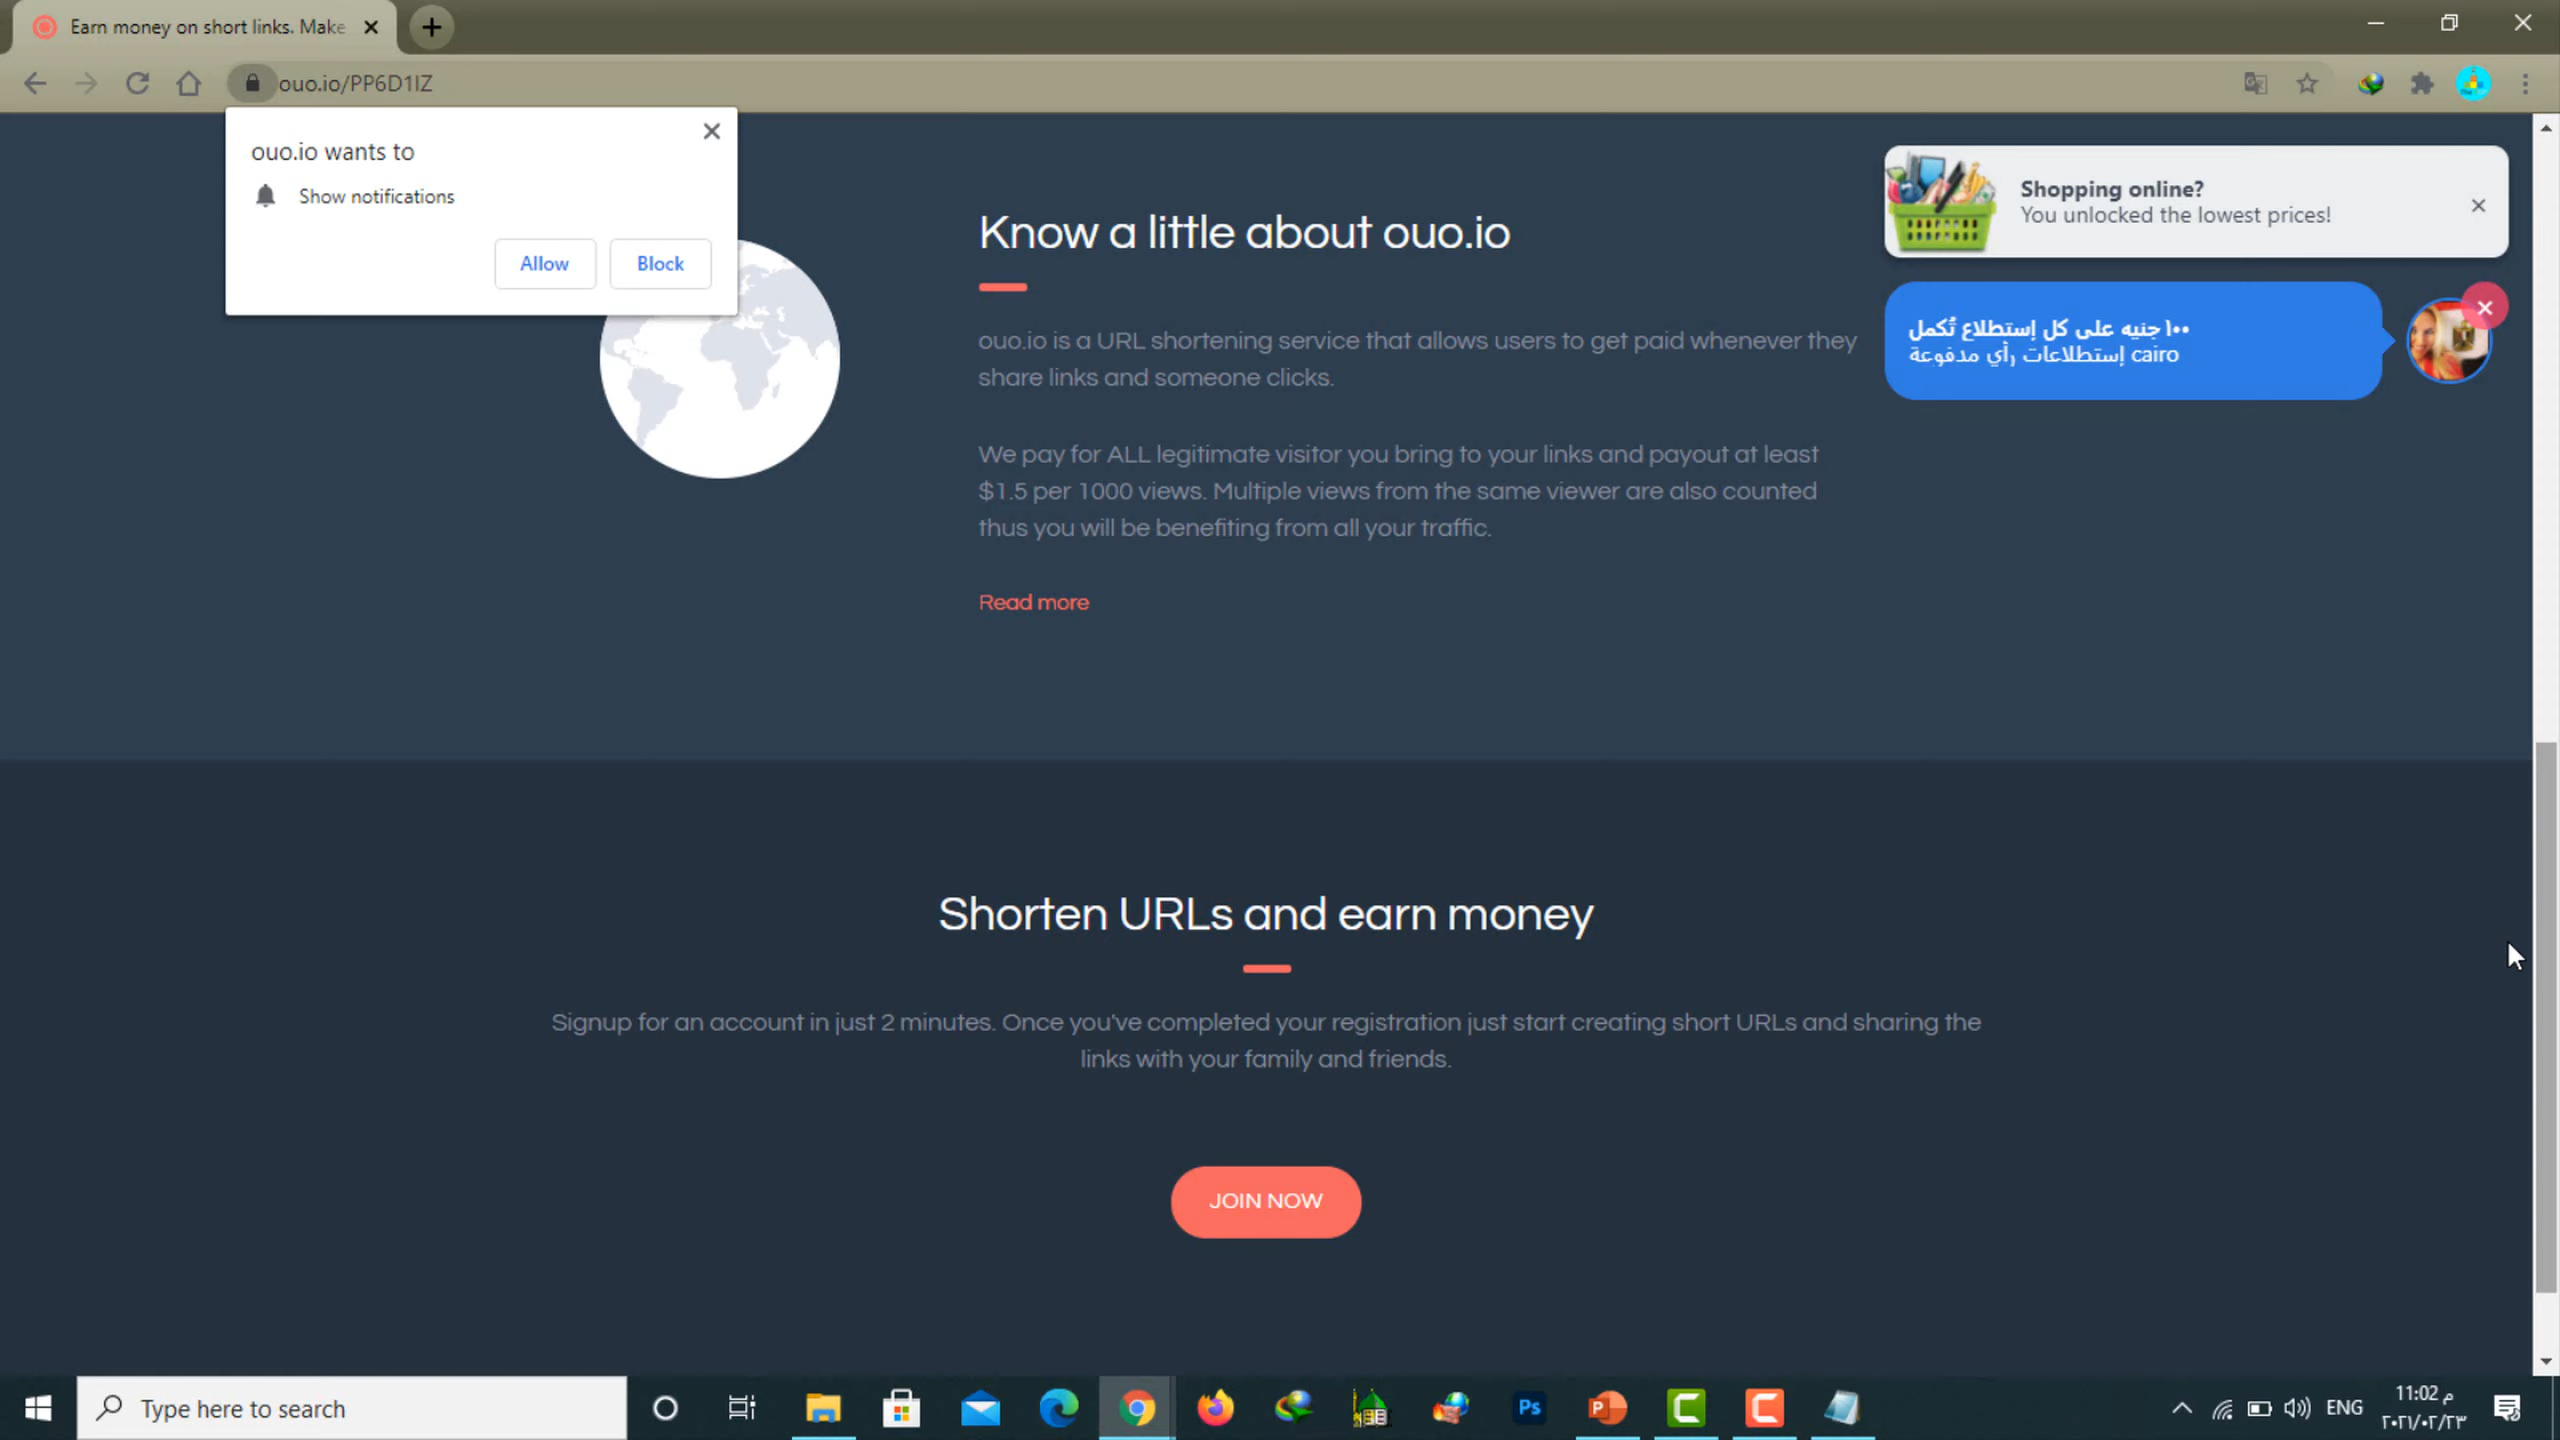 Earn money on short links. Make
ouo.io/PP6D1IZ
ouo.io wants to
Show notifications
Allow
Block
Know a little about ouo.io
ouo.io is a URL shortening service that allows users to get paid whenever they
share links and someone clicks.
We pay for ALL legitimate visitor you bring to your links and payout at least
$1.5 per 1000 views. Multiple views from the same viewer are also counted
thus you will be benefiting from all your traffic.
Read more
Shopping online?
You unlocked the lowest prices!
١٠٠ جنيه على كل إستطلاع تُكمل
إستطلاعات رأي مدفوعة cairo
Shorten URLs and earn money
Signup for an account in just 2 minutes. Once you've completed your registration just start creating short URLs and sharing the
links with your family and friends.
JOIN NOW
Type here to search
Ps
ENG
11:02 م
٢٠٢١/٠٢/٢٣